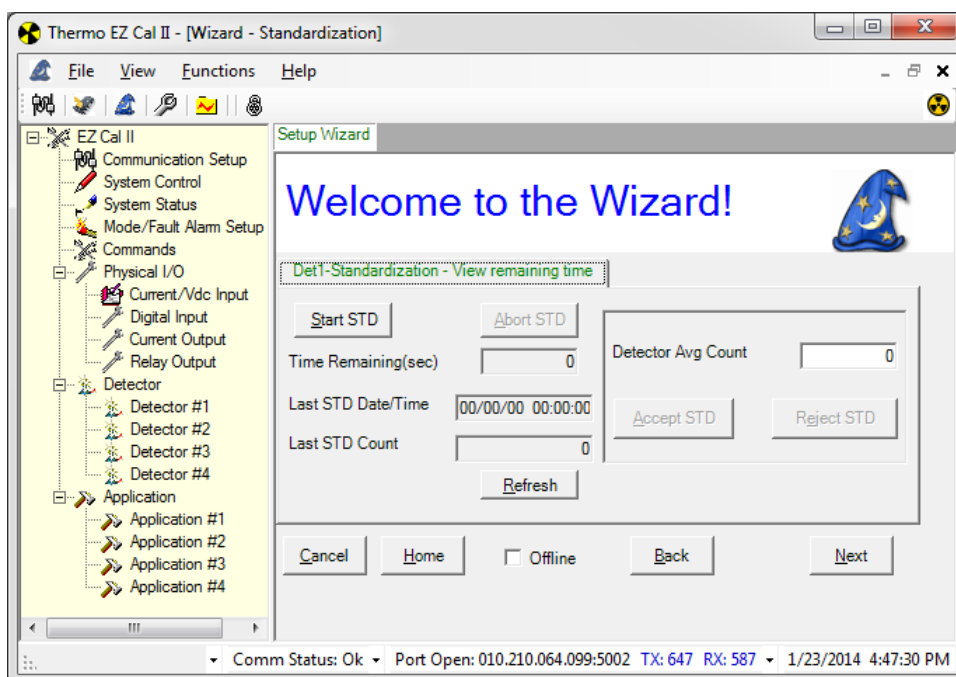 Thermo EZ Cal II - [Wizard - Standardization]
File View Functions Help
EZ Cal II
Communication Setup
System Control
System Status
Mode/Fault Alarm Setup
Commands
Physical I/O
Current/Vdc Input
Digital Input
Current Output
Relay Output
Detector
Detector #1
Detector #2
Detector #3
Detector #4
Application
Application #1
Application #2
Application #3
Application #4
Setup Wizard
Welcome to the Wizard!
Det1-Standardization - View remaining time
Start STD Abort STD
Time Remaining(sec) 0
Last STD Date/Time 00/00/00 00:00:00
Last STD Count 0
Refresh
Detector Avg Count 0
Accept STD Reject STD
Cancel Home Offline Back Next
Comm Status: Ok Port Open: 010.210.064.099:5002 TX: 647 RX: 587 1/23/2014 4:47:30 PM